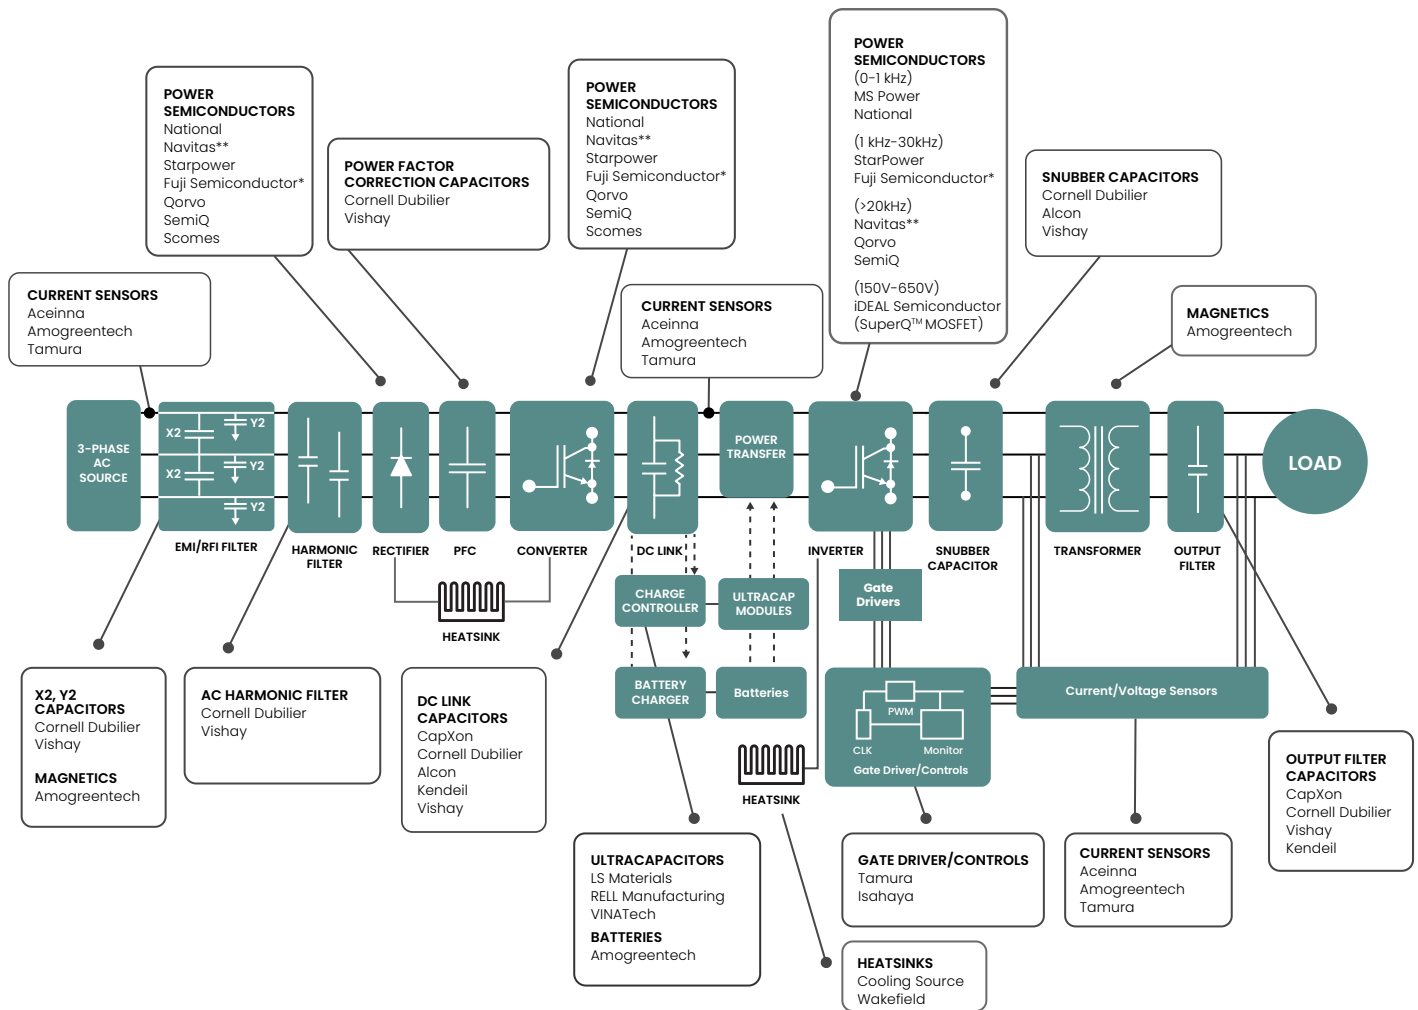 POWER
SEMICONDUCTORS
National
Navitas**
Starpower
Fuji Semiconductor*
Qorvo
SemiQ
Scomes
POWER FACTOR
CORRECTION CAPACITORS
Cornell Dubilier
Vishay
POWER
SEMICONDUCTORS
National
Navitas**
Starpower
Fuji Semiconductor*
Qorvo
SemiQ
Scomes
POWER
SEMICONDUCTORS
(0-1 kHz)
MS Power
National
(1 kHz-30kHz)
StarPower
Fuji Semiconductor*
(>20kHz)
Navitas**
Qorvo
SemiQ
(150V-650V)
iDEAL Semiconductor
(SuperQ™ MOSFET)
SNUBBER CAPACITORS
Cornell Dubilier
Alcon
Vishay
CURRENT SENSORS
Aceinna
Amogreentech
Tamura
CURRENT SENSORS
Aceinna
Amogreentech
Tamura
MAGNETICS
Amogreentech
3-PHASE
AC
SOURCE
X2
Y2
X2
Y2
Y2
POWER
TRANSFER
LOAD
EMI/RFI FILTER
HARMONIC
FILTER
RECTIFIER
PFC
CONVERTER
DC LINK
INVERTER
SNUBBER
CAPACITOR
TRANSFORMER
OUTPUT
FILTER
HEATSINK
CHARGE
CONTROLLER
ULTRACAP
MODULES
Gate
Drivers
BATTERY
CHARGER
Batteries
PWM
CLK
Monitor
Gate Driver/Controls
Current/Voltage Sensors
HEATSINK
X2, Y2
CAPACITORS
Cornell Dubilier
Vishay
MAGNETICS
Amogreentech
AC HARMONIC FILTER
Cornell Dubilier
Vishay
DC LINK
CAPACITORS
CapXon
Cornell Dubilier
Alcon
Kendeil
Vishay
OUTPUT FILTER
CAPACITORS
CapXon
Cornell Dubilier
Vishay
Kendeil
ULTRACAPACITORS
LS Materials
RELL Manufacturing
VINATech
BATTERIES
Amogreentech
GATE DRIVER/CONTROLS
Tamura
Isahaya
CURRENT SENSORS
Aceinna
Amogreentech
Tamura
HEATSINKS
Cooling Source
Wakefield